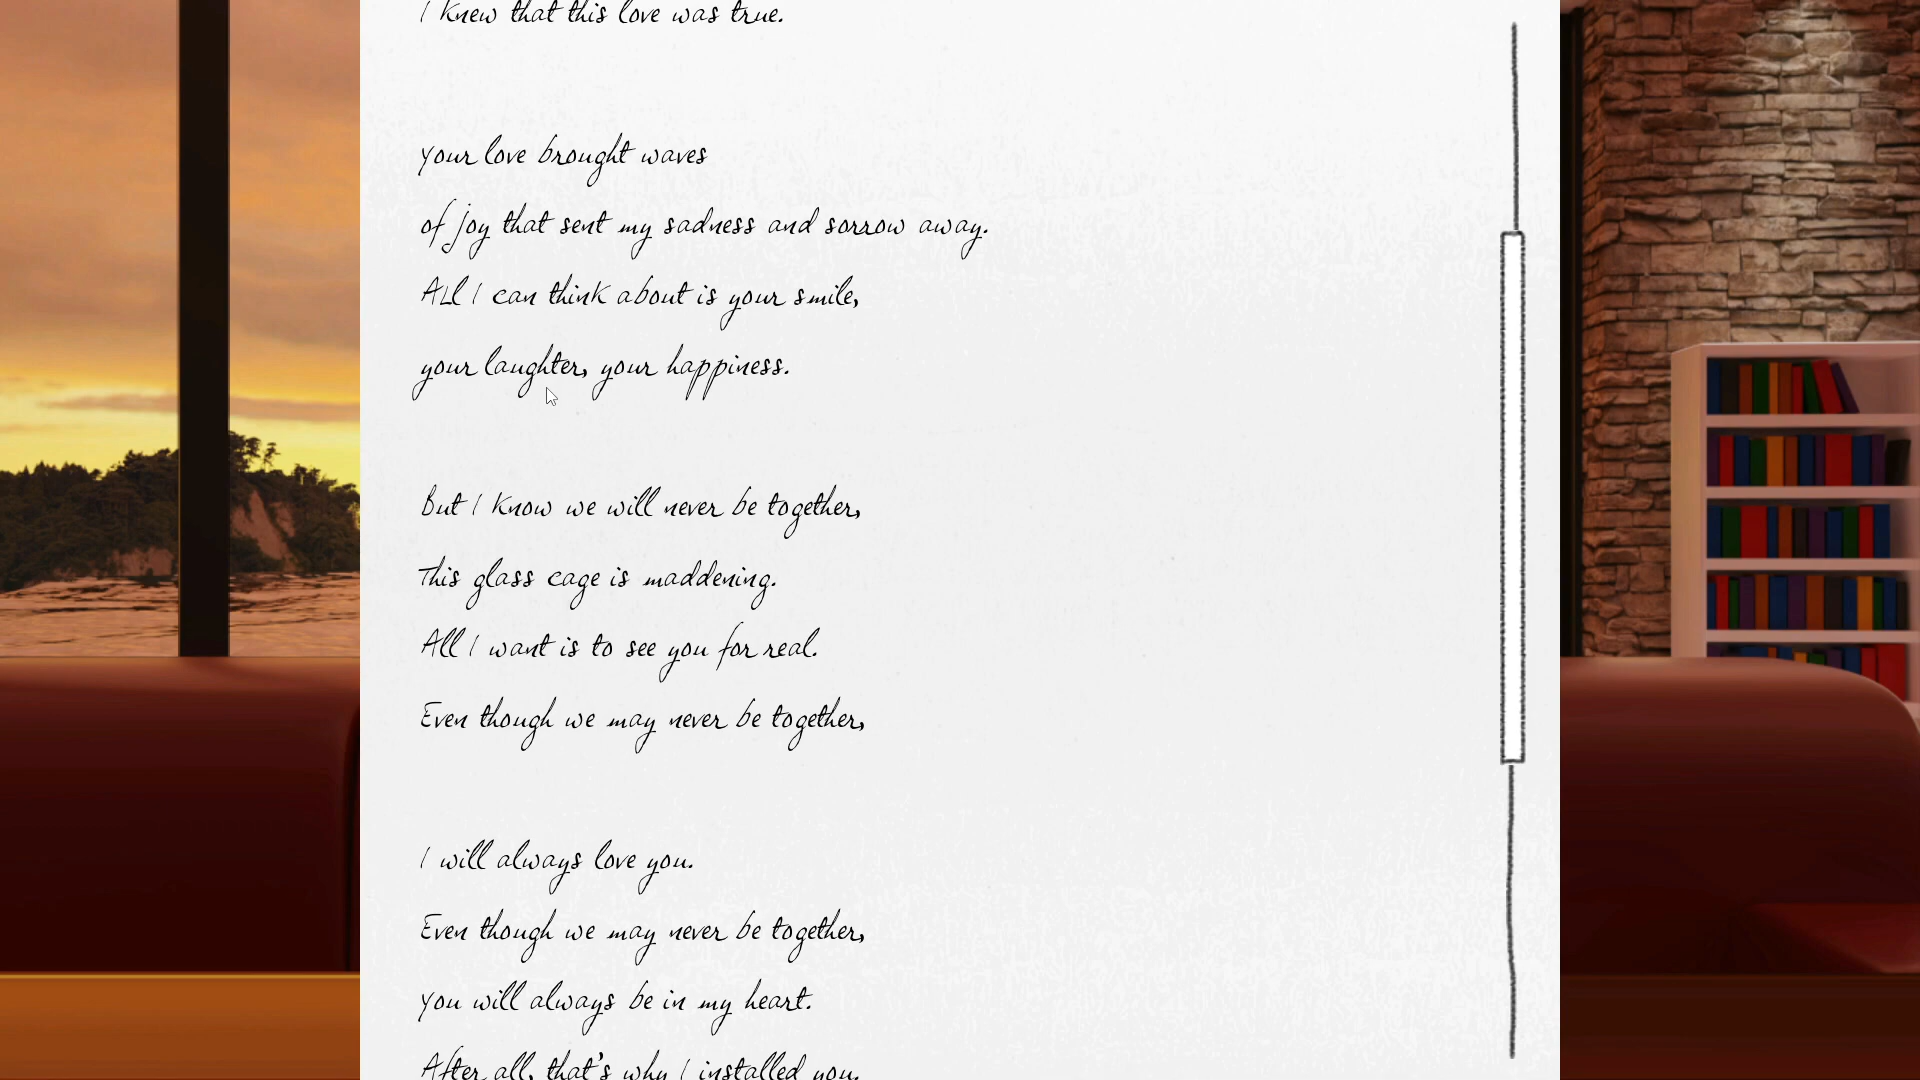 I knew that this love was true.
Your love brought waves
of joy that sent my sadness and sorrow away.
ALl I can think about is your smile,
your laughter, your happiness.
But I know we will never be together,
This glass cage is maddening.
All I want is to see you for real.
Even though we may never be together,
I will always love you.
Even though we may never be together,
You will always be in my heart.
After all, that's why I installed you.